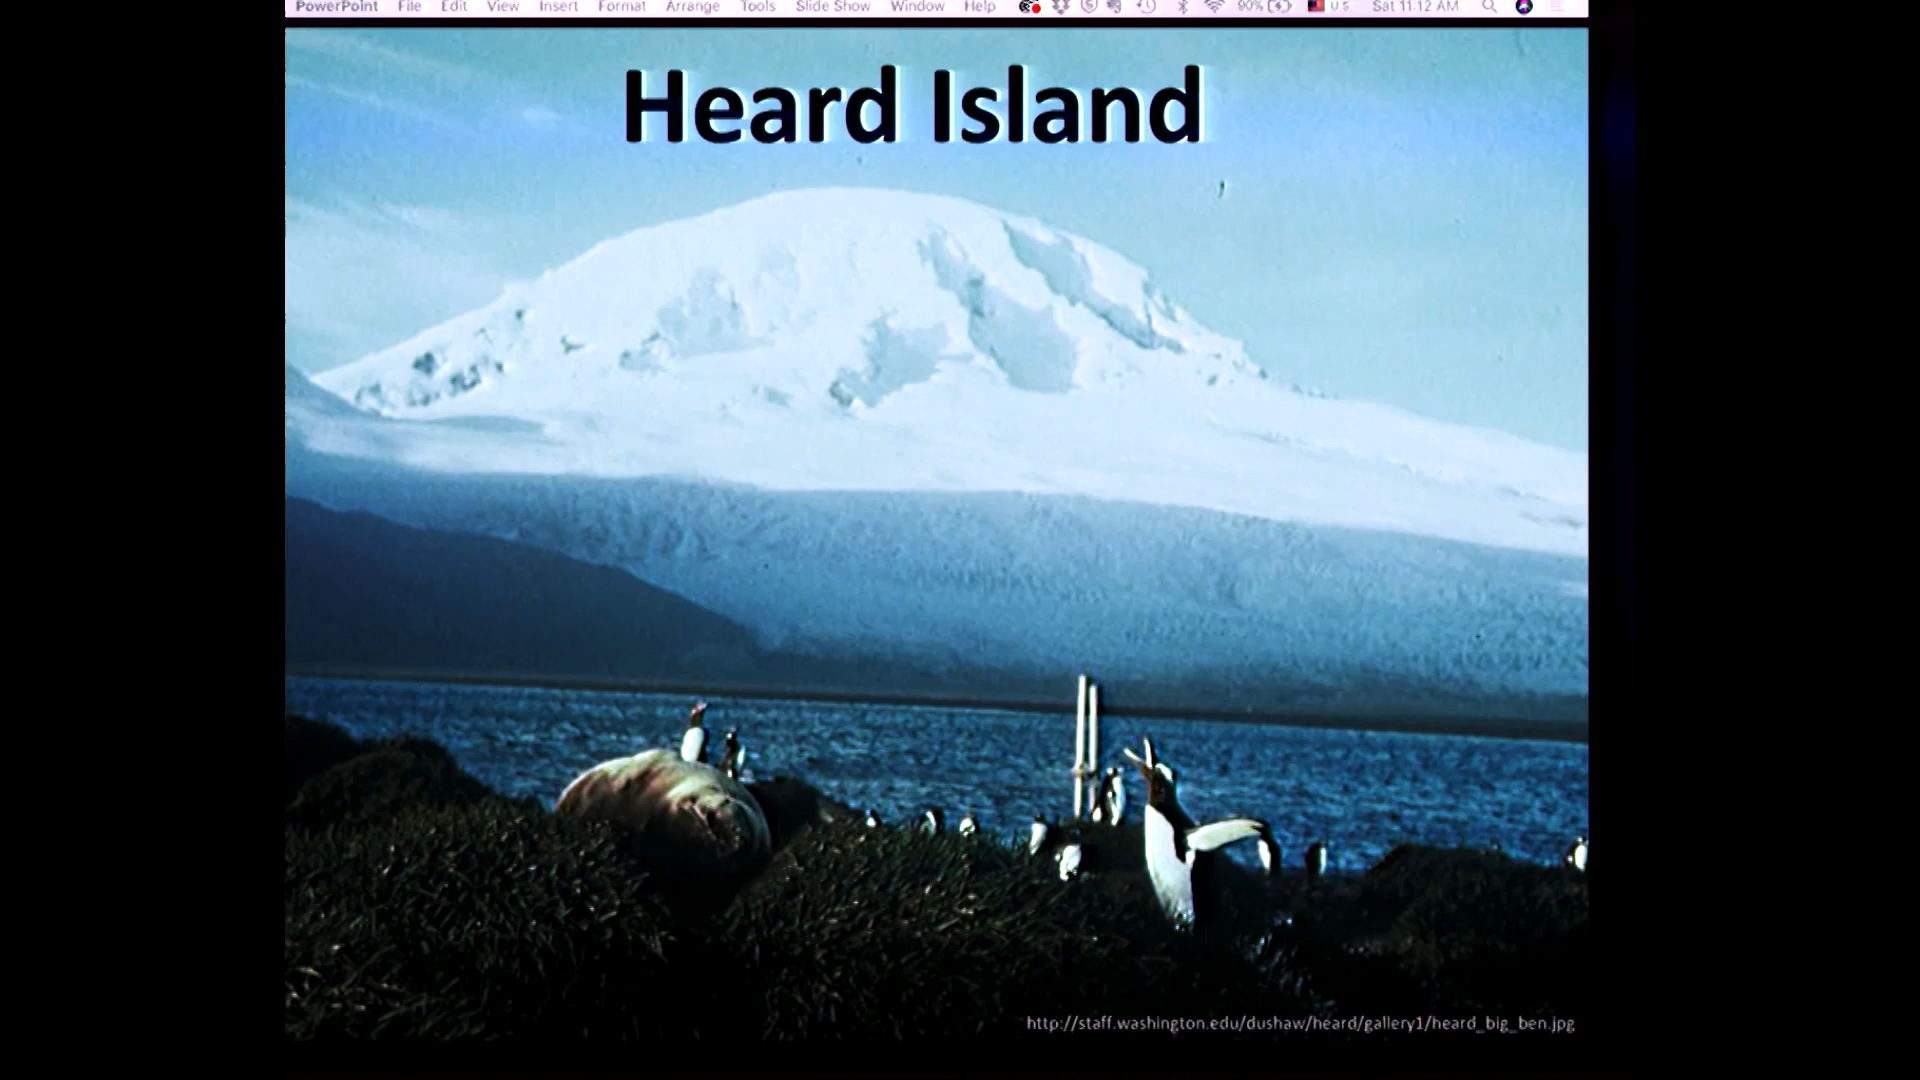 PowerPoint File Edit View Insert Format Arrange Tools Slide Show Window Help 90% U.S. Sat 11:12 AM
Heard Island
http://staff.washington.edu/dushaw/heard/gallery1/heard_big_ben.jpg